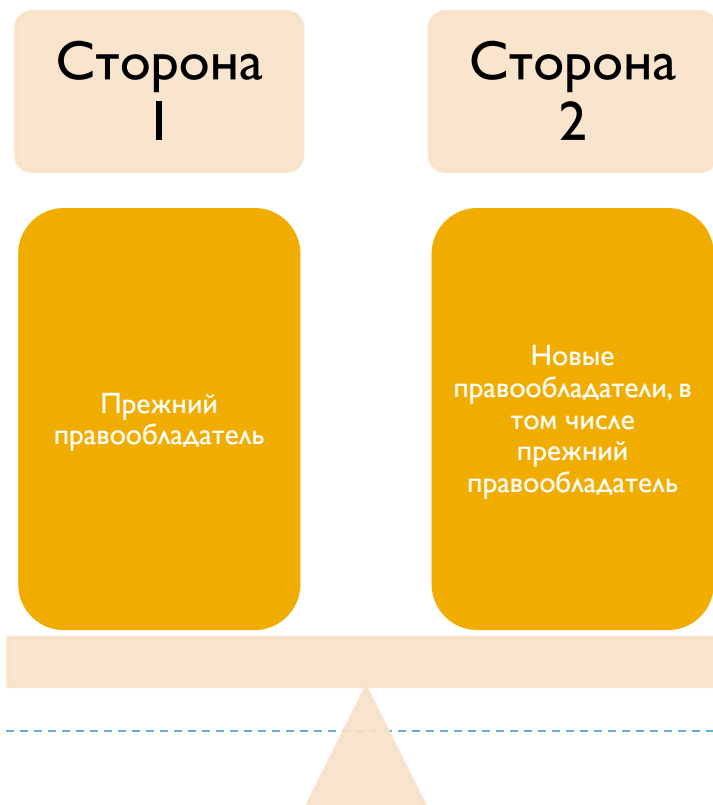 Сторона
1
Сторона
2
Прежний
правообладатель
Новые
правообладатели, в
том числе
прежний
правообладатель